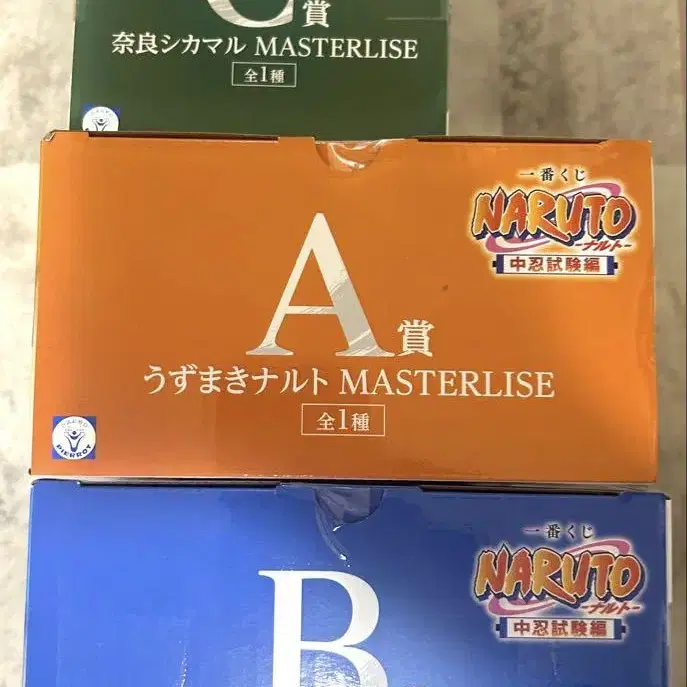 C賞
奈良シカマル MASTERLISE
全1種
一番くじ
NARUTO
-ナルト-
中忍試験編
A賞
うずまきナルト MASTERLISE
全1種
PIERROT
一番くじ
NARUTO
-ナルト-
中忍試験編
B